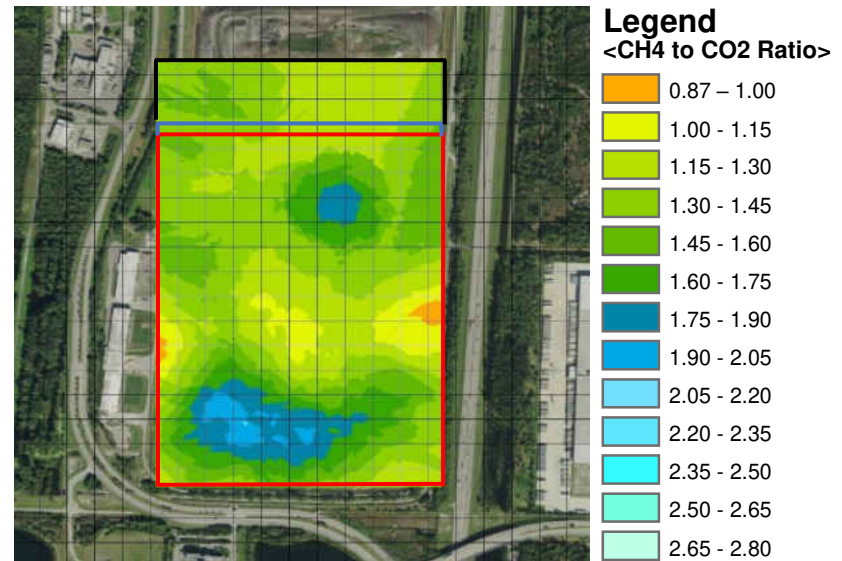 Legend
<CH4 to CO2 Ratio>
0.87 – 1.00
1.00 - 1.15
1.15 - 1.30
1.30 - 1.45
1.45 - 1.60
1.60 - 1.75
1.75 - 1.90
1.90 - 2.05
2.05 - 2.20
2.20 - 2.35
2.35 - 2.50
2.50 - 2.65
2.65 - 2.80